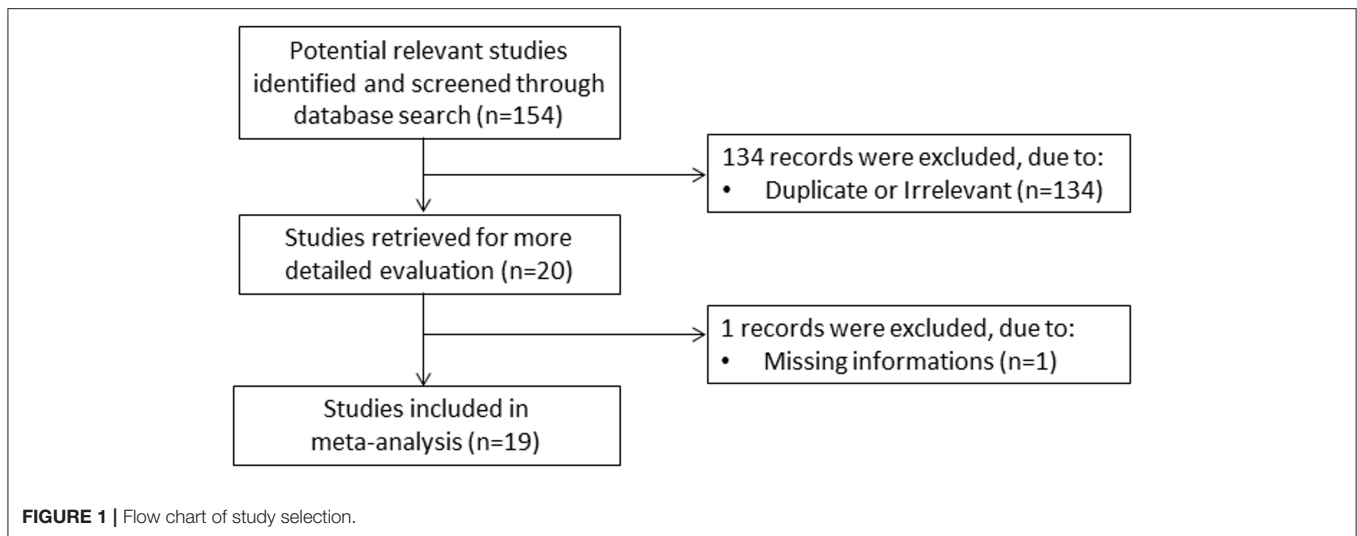 Potential relevant studies
identified and screened through
database search (n=154)
134 records were excluded, due to:
• Duplicate or Irrelevant (n=134)
Studies retrieved for more
detailed evaluation (n=20)
1 records were excluded, due to:
• Missing informations (n=1)
Studies included in
meta-analysis (n=19)
FIGURE 1 | Flow chart of study selection.